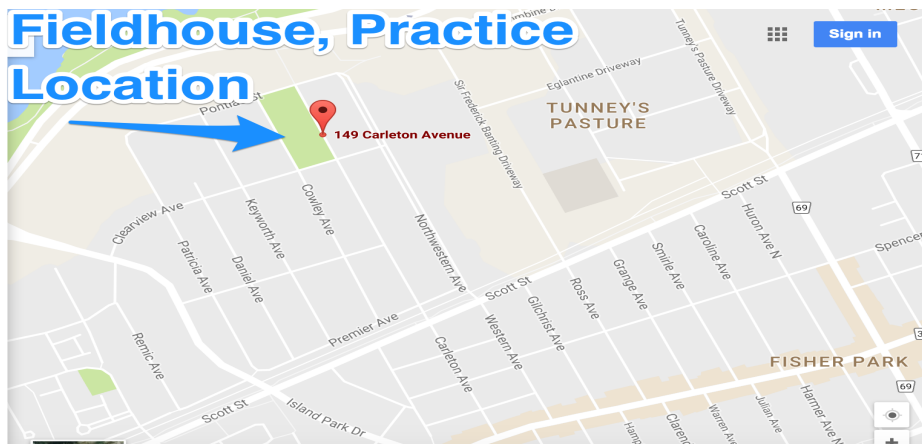 Fieldhouse, Practice
Location
Sign in
Eglantine Driveway
Tunney's Pasture Driveway
TUNNEY'S
PASTURE
Sir Frederick Banting Driveway
149 Carleton Avenue
Scott St
69
Huron Ave N
Clearview Ave
Keyworth Ave
Cowley Ave
Northwestern Ave
Patricia Ave
Daniel Ave
Caroline Ave
Smirle Ave
Grange Ave
Ross Ave
Scott St
Gilchrist Ave
Western Ave
Premier Ave
Carleton Ave
Remic Ave
FISHER PARK
69
Scott St
Island Park Dr
Julian Ave
Harmer Ave N